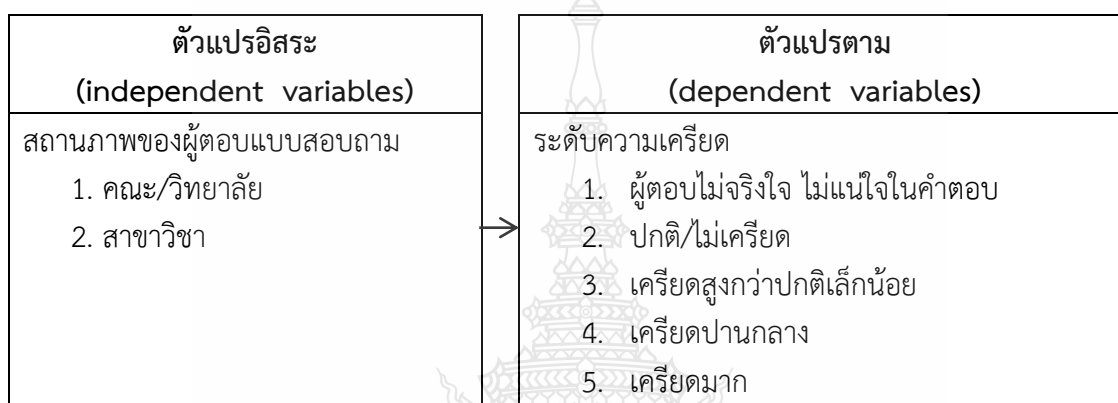 ตัวแปรอิสระ
(independent variables)
สถานภาพของผู้ตอบแบบสอบถาม
1. คณะ/วิทยาลัย
2. สาขาวิชา
ตัวแปรตาม
(dependent variables)
ระดับความเครียด
1. ผู้ตอบไม่จริงใจ ไม่แน่ใจในคำตอบ
2. ปกติ/ไม่เครียด
3. เครียดสูงกว่าปกติเล็กน้อย
4. เครียดปานกลาง
5. เครียดมาก